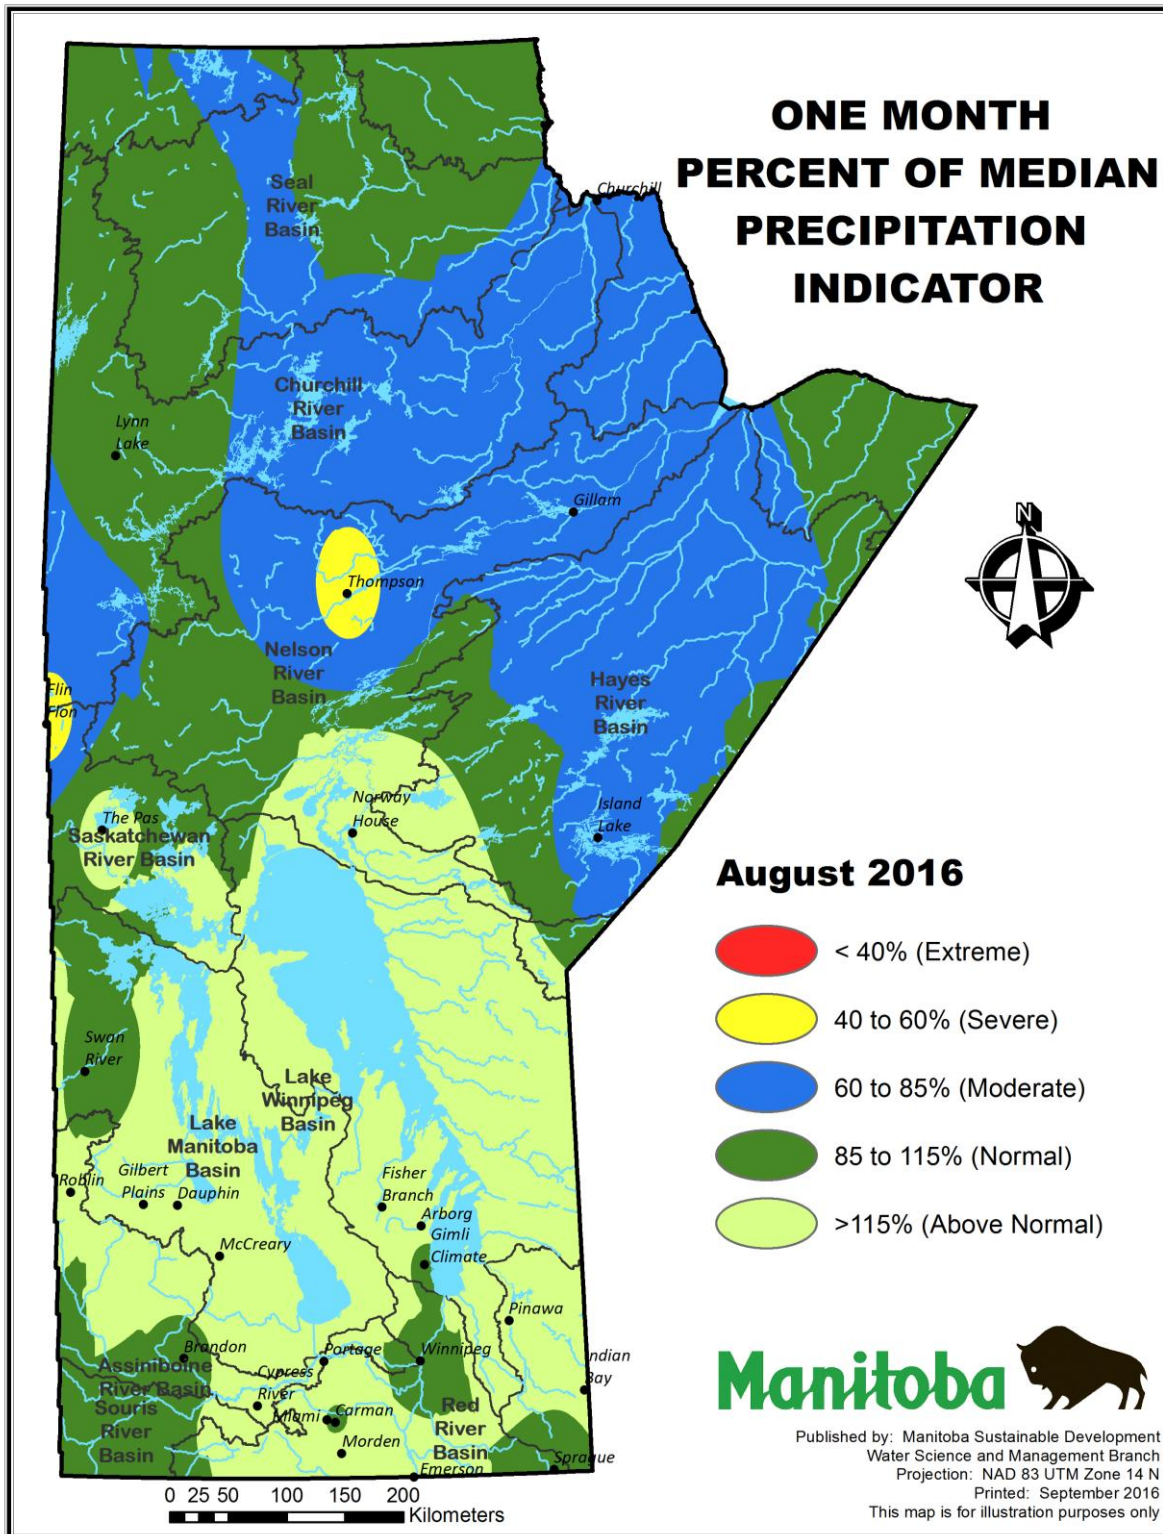 ONE MONTH
PERCENT OF MEDIAN
PRECIPITATION
INDICATOR
Churchill
Seal
River
Basin
Churchill
River
Basin
Lynn
Lake
Gillam
N
Thompson
Nelson
River
Basin
Hayes
River
Basin
Flin
Flon
Norway
House
Island
Lake
The Pas
Saskatchewan
River Basin
August 2016
< 40% (Extreme)
40 to 60% (Severe)
60 to 85% (Moderate)
85 to 115% (Normal)
>115% (Above Normal)
Swan
River
Lake
Winnipeg
Basin
Lake
Manitoba
Basin
Roblin
Gilbert
Plains
Dauphin
Fisher
Branch
Arborg
Gimli
Climate
McCreary
Pinawa
Brandon
Portage
Winnipeg
Indian
Bay
Assiniboine
River Basin
Cypress
River
Souris
River
Basin
Miami
Carman
Red
River
Basin
Morden
Emerson
Sprague
0 25 50 100 150 200
Kilometers
Manitoba
Published by: Manitoba Sustainable Development
Water Science and Management Branch
Projection: NAD 83 UTM Zone 14 N
Printed: September 2016
This map is for illustration purposes only